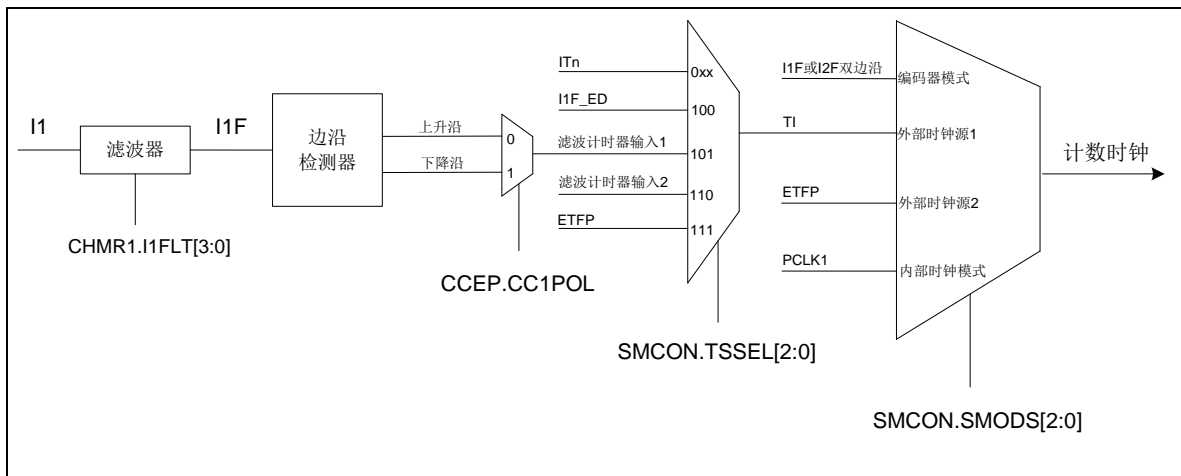 I1
滤波器
I1F
边沿
检测器
上升沿
下降沿
0
1
CHMR1.I1FLT[3:0]
CCEP.CC1POL
ITn
I1F_ED
滤波计时器输入1
滤波计时器输入2
ETFP
0xx
100
101
110
111
SMCON.TSSEL[2:0]
I1F或I2F双边沿
TI
ETFP
PCLK1
编码器模式
外部时钟源1
外部时钟源2
内部时钟模式
计数时钟
SMCON.SMODS[2:0]